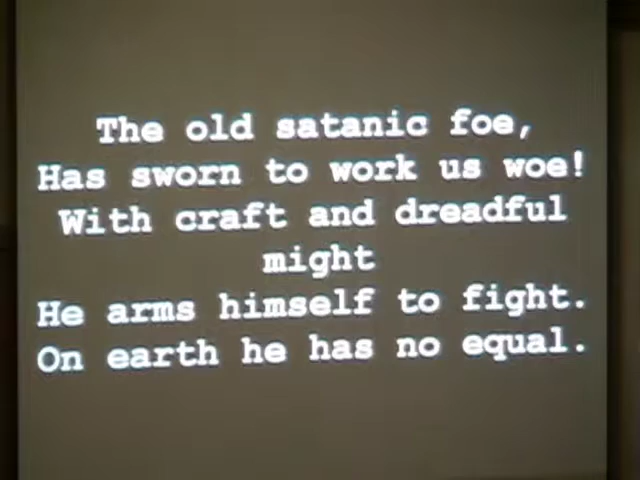 The old satanic foe,
Has sworn to work us woe!
With craft and dreadful
might
He arms himself to fight.
On earth he has no equal.